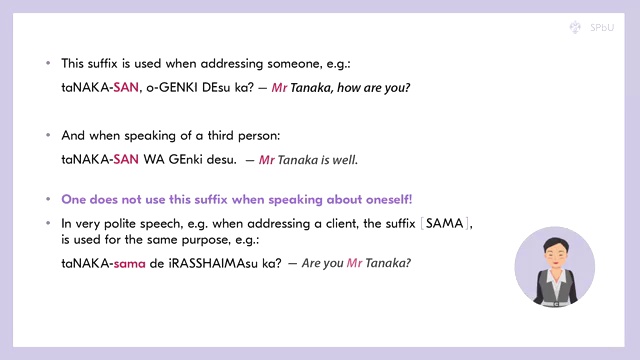 SPbU
• This suffix is used when addressing someone, e.g.:
taNAKA-SAN, o-GENKI DEsu ka? – Mr Tanaka, how are you?
• And when speaking of a third person:
taNAKA-SAN WA GEnki desu. – Mr Tanaka is well.
• One does not use this suffix when speaking about oneself!
• In very polite speech, e.g. when addressing a client, the suffix [SAMA],
is used for the same purpose, e.g.:
taNAKA-sama de iRASSHAIMAsu ka? – Are you Mr Tanaka?